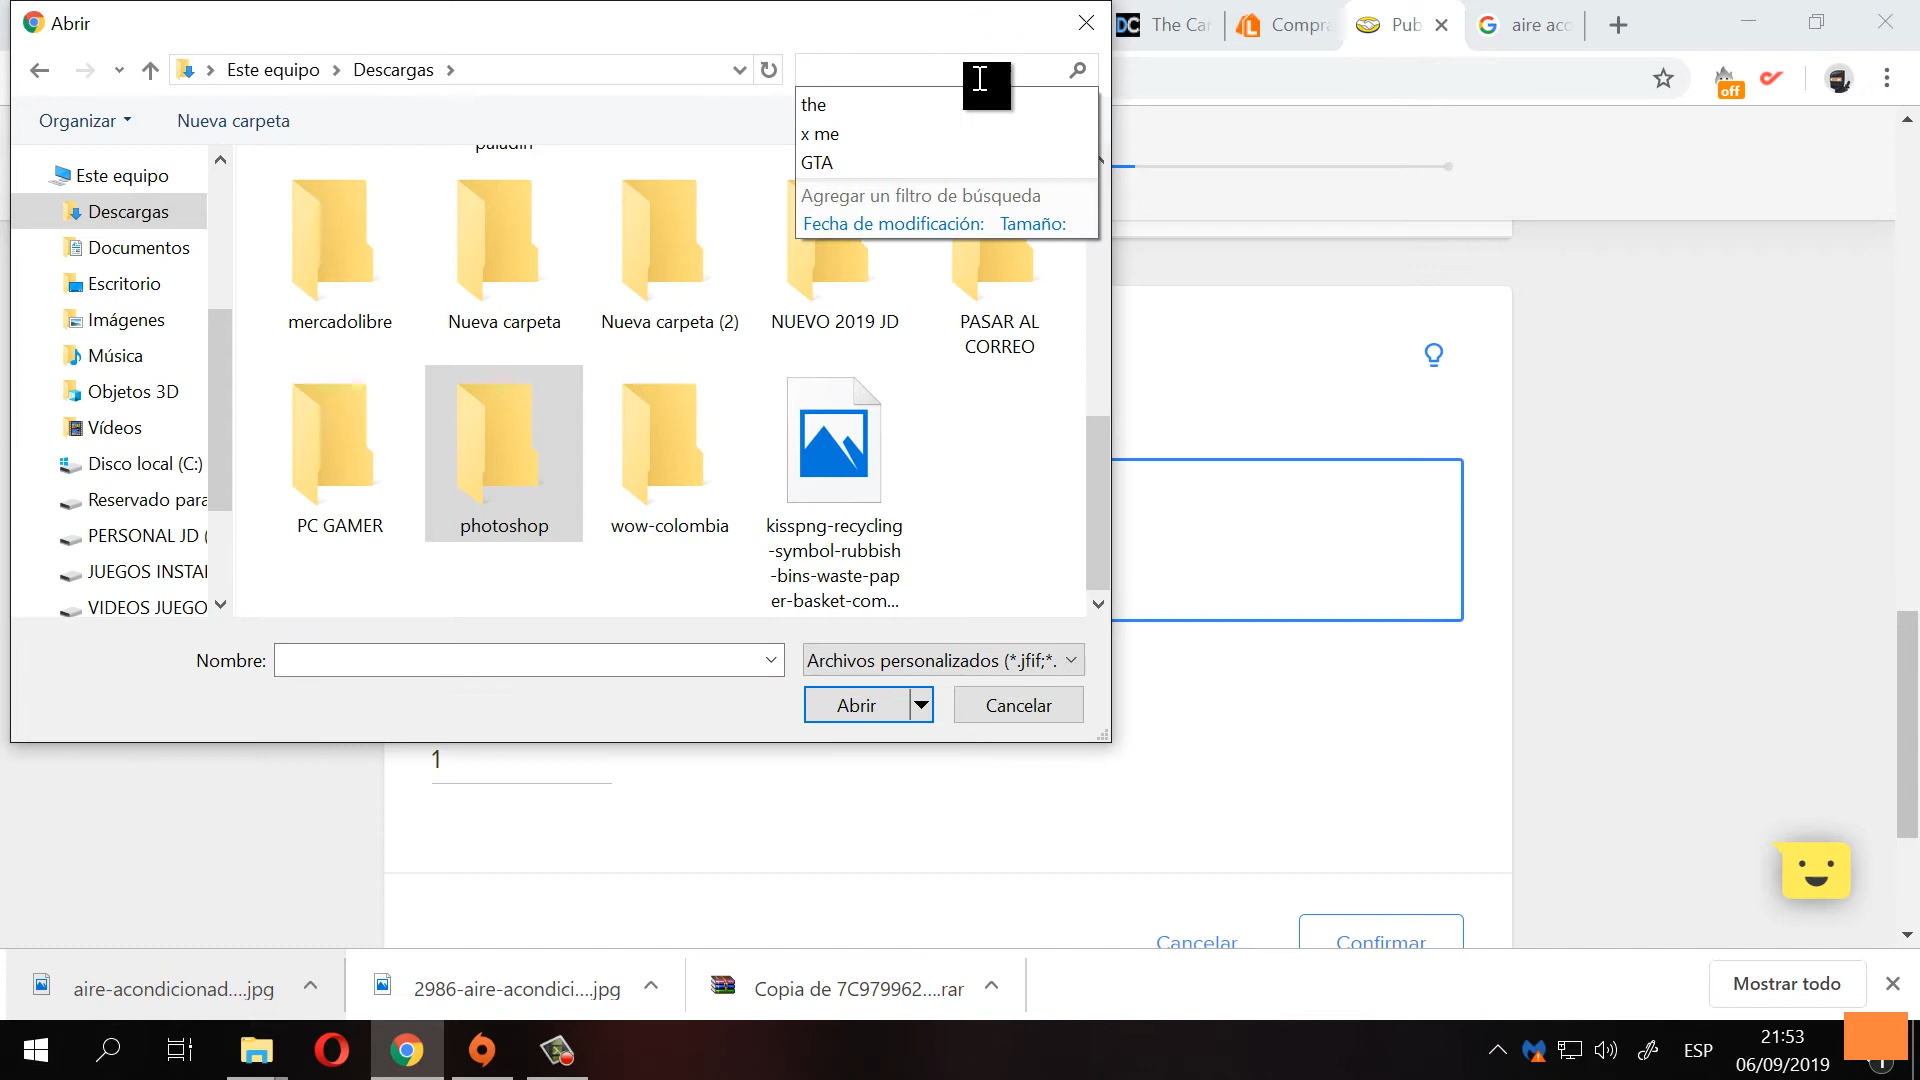 Abrir
The Car
Compra
Pub
aire aco
Este equipo
Descargas
off
Organizar
Nueva carpeta
the
x me
GTA
Agregar un filtro de búsqueda
Fecha de modificación: Tamaño:
paladin
Este equipo
Descargas
Documentos
Escritorio
Imágenes
Música
Objetos 3D
Vídeos
Disco local (C:)
Reservado para
PERSONAL JD (
JUEGOS INSTAI
VIDEOS JUEGO
mercadolibre
Nueva carpeta
Nueva carpeta (2)
NUEVO 2019 JD
PASAR AL
CORREO
PC GAMER
photoshop
wow-colombia
kisspng-recycling
-symbol-rubbish
-bins-waste-pap
er-basket-com...
Nombre:
Archivos personalizados (*.jfif;*.
Abrir
Cancelar
1
Cancelar
Confirmar
aire-acondicionad....jpg
2986-aire-acondici....jpg
Copia de 7C979962....rar
Mostrar todo
ESP
21:53
06/09/2019